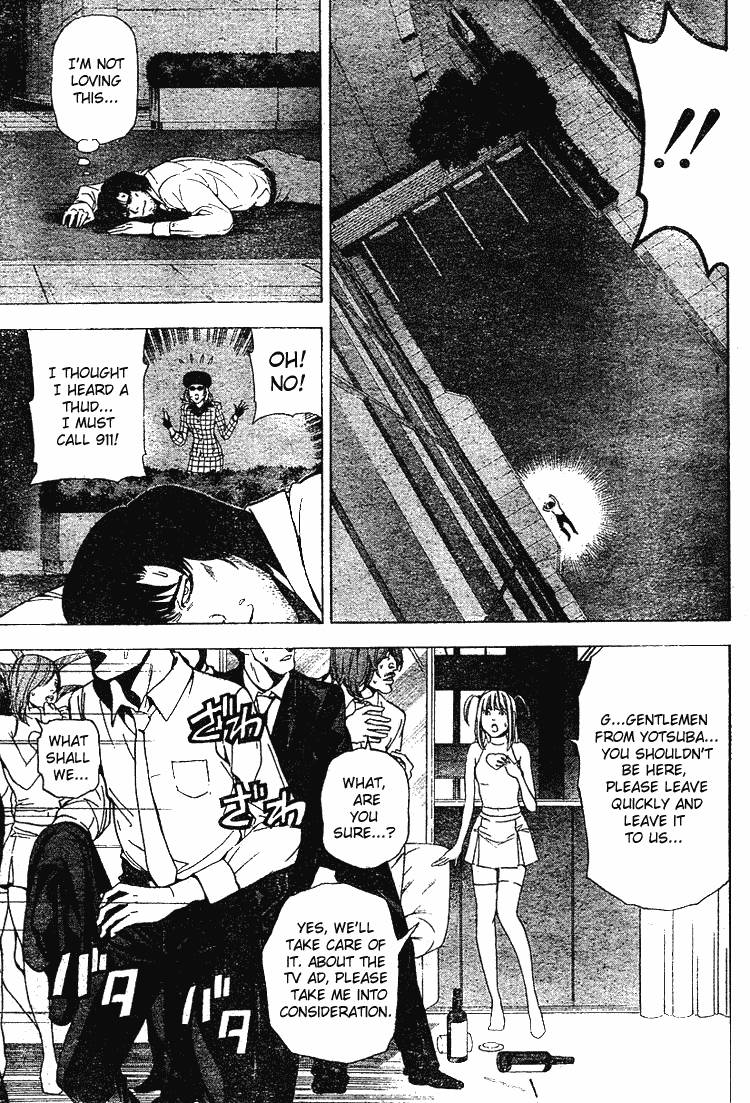 !!
I'M NOT
LOVING
THIS...
OH!
NO!
I THOUGHT
I HEARD A
THUD...
I MUST
CALL 911!
G...GENTLEMEN
FROM YOTSUBA...
YOU SHOULDN'T
BE HERE,
PLEASE LEAVE
QUICKLY AND
LEAVE IT
TO US...
WHAT,
ARE
YOU
SURE...?
YES, WE'LL
TAKE CARE OF
IT. ABOUT THE
TV AD, PLEASE
TAKE ME INTO
CONSIDERATION.
WHAT
SHALL
WE...
ざわ
ざわ
バタ
バタ